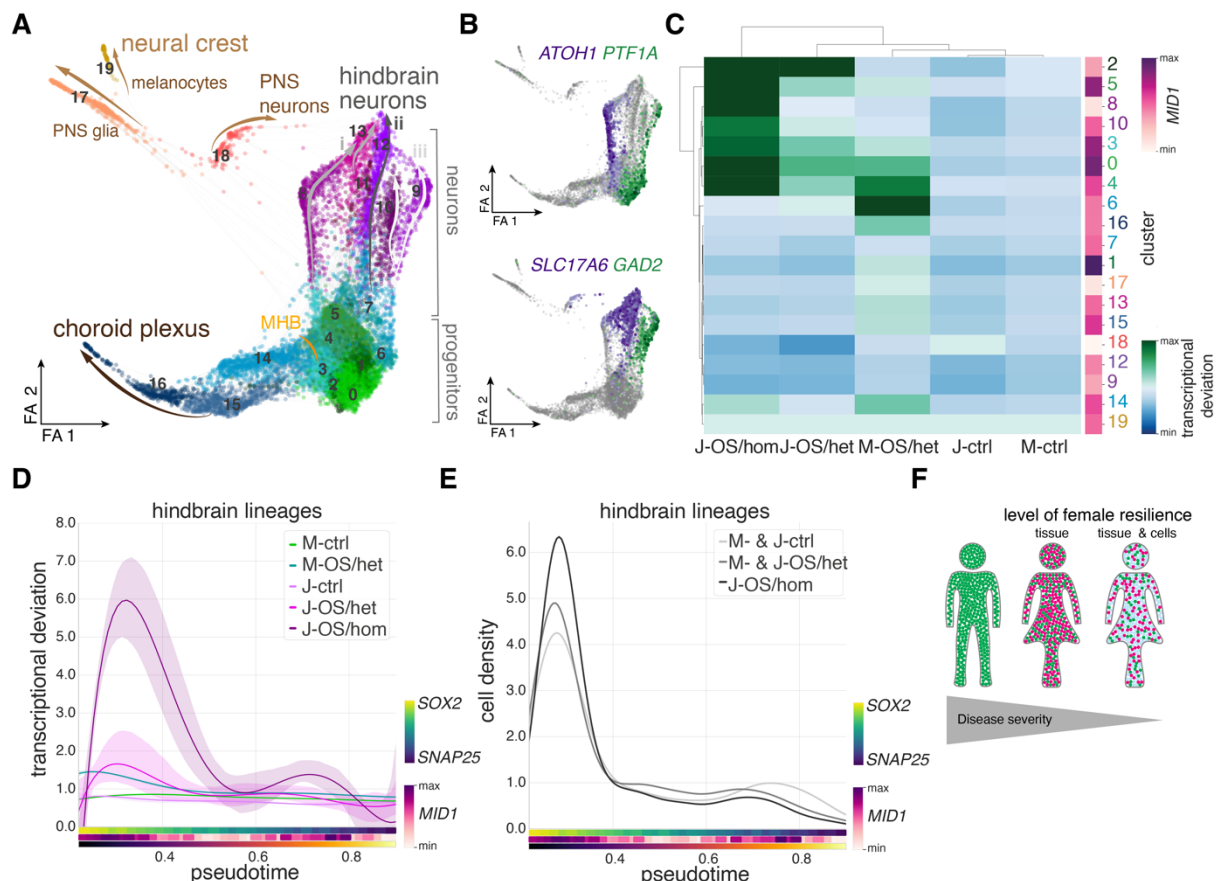 A
neural crest
19
melanocytes
17
PNS glia
PNS
neurons
18
hindbrain
neurons
13
ii
i
12
iii
11
9
10
8
neurons
7
5
MHB
4
choroid plexus
14
6
3
2
0
16
15
progenitors
FA 2
FA 1
B
ATOH1 PTF1A
FA 2
FA 1
SLC17A6 GAD2
FA 2
FA 1
C
2
5
8
10
3
0
4
6
16
7
1
17
13
15
18
12
9
14
19
cluster
max
MID1
min
max
transcriptional
deviation
min
J-OS/hom
J-OS/het
M-OS/het
J-ctrl
M-ctrl
D
hindbrain lineages
8.0
7.0
6.0
5.0
4.0
3.0
2.0
1.0
0.0
transcriptional deviation
M-ctrl
M-OS/het
J-ctrl
J-OS/het
J-OS/hom
SOX2
SNAP25
max
MID1
min
0.4
0.6
0.8
pseudotime
E
hindbrain lineages
6.0
5.0
4.0
3.0
2.0
1.0
0.0
cell density
M- & J-ctrl
M- & J-OS/het
J-OS/hom
SOX2
SNAP25
max
MID1
min
0.4
0.6
0.8
pseudotime
F
level of female resilience
tissue
tissue & cells
Disease severity